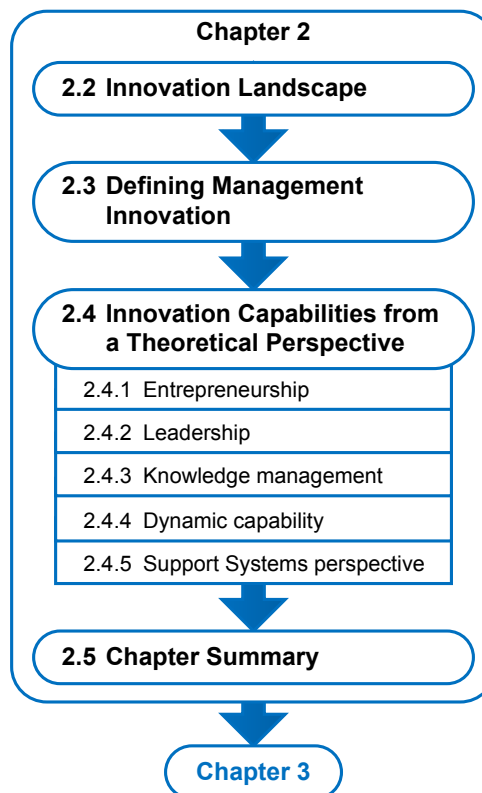 Chapter 2
2.2 Innovation Landscape
2.3 Defining Management
Innovation
2.4 Innovation Capabilities from
a Theoretical Perspective
2.4.1 Entrepreneurship
2.4.2 Leadership
2.4.3 Knowledge management
2.4.4 Dynamic capability
2.4.5 Support Systems perspective
2.5 Chapter Summary
Chapter 3